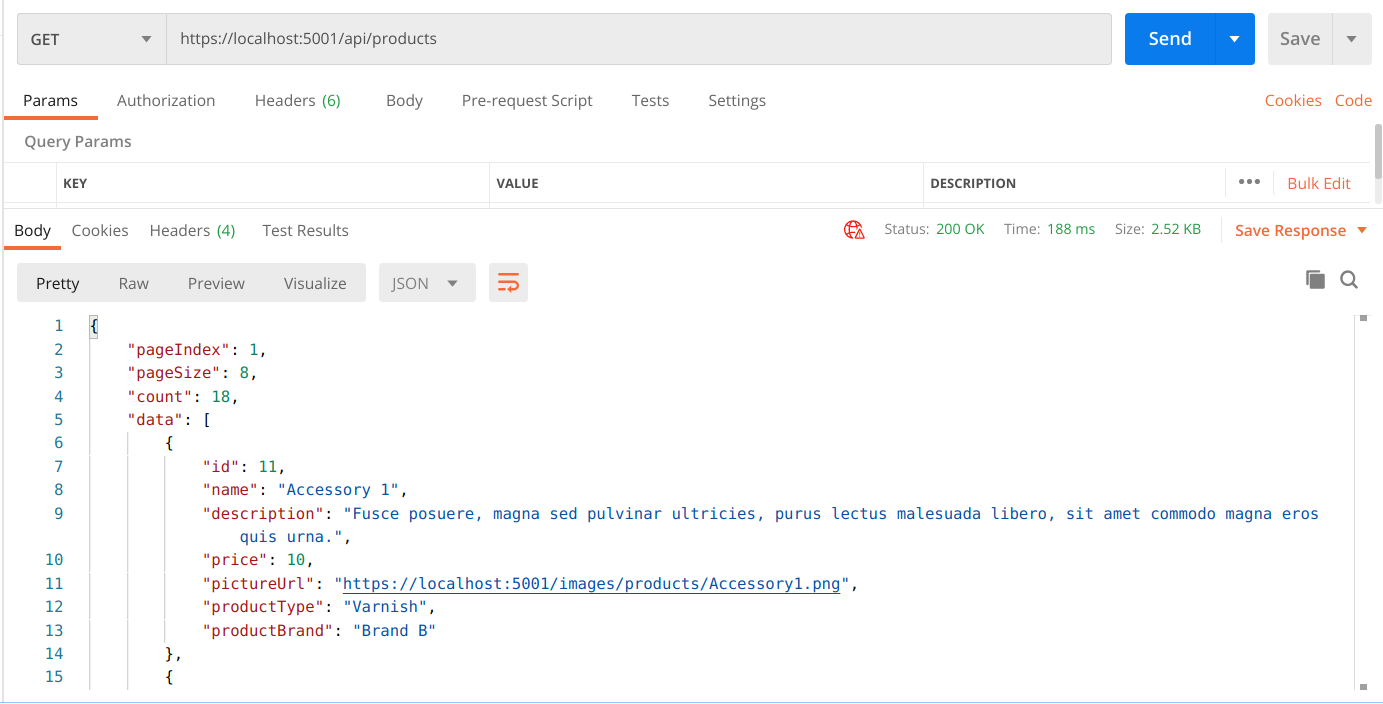 GET https://localhost:5001/api/products Send Save
Params Authorization Headers (6) Body Pre-request Script Tests Settings Cookies Code
Query Params
KEY VALUE DESCRIPTION ••• Bulk Edit
Body Cookies Headers (4) Test Results Status: 200 OK Time: 188 ms Size: 2.52 KB Save Response
Pretty Raw Preview Visualize JSON
1 {
2 "pageIndex": 1,
3 "pageSize": 8,
4 "count": 18,
5 "data": [
6 {
7 "id": 11,
8 "name": "Accessory 1",
9 "description": "Fusce posuere, magna sed pulvinar ultricies, purus lectus malesuada libero, sit amet commodo magna eros
quis urna.",
10 "price": 10,
11 "pictureUrl": "https://localhost:5001/images/products/Accessory1.png",
12 "productType": "Varnish",
13 "productBrand": "Brand B"
14 },
15 {